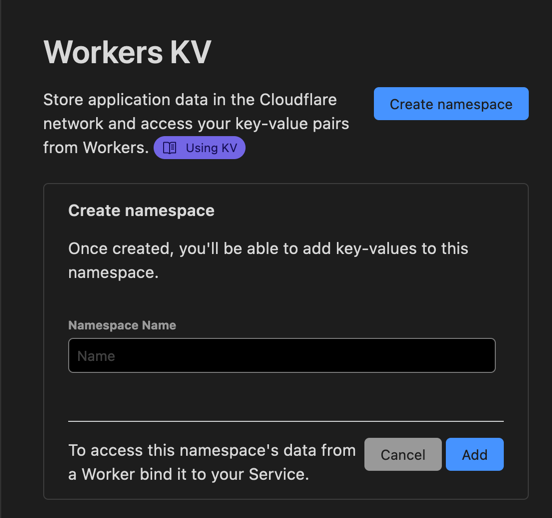 Workers KV
Store application data in the Cloudflare
network and access your key-value pairs
from Workers. Using KV
Create namespace
Create namespace
Once created, you'll be able to add key-values to this
namespace.
Namespace Name
Name
To access this namespace's data from
a Worker bind it to your Service.
Cancel
Add